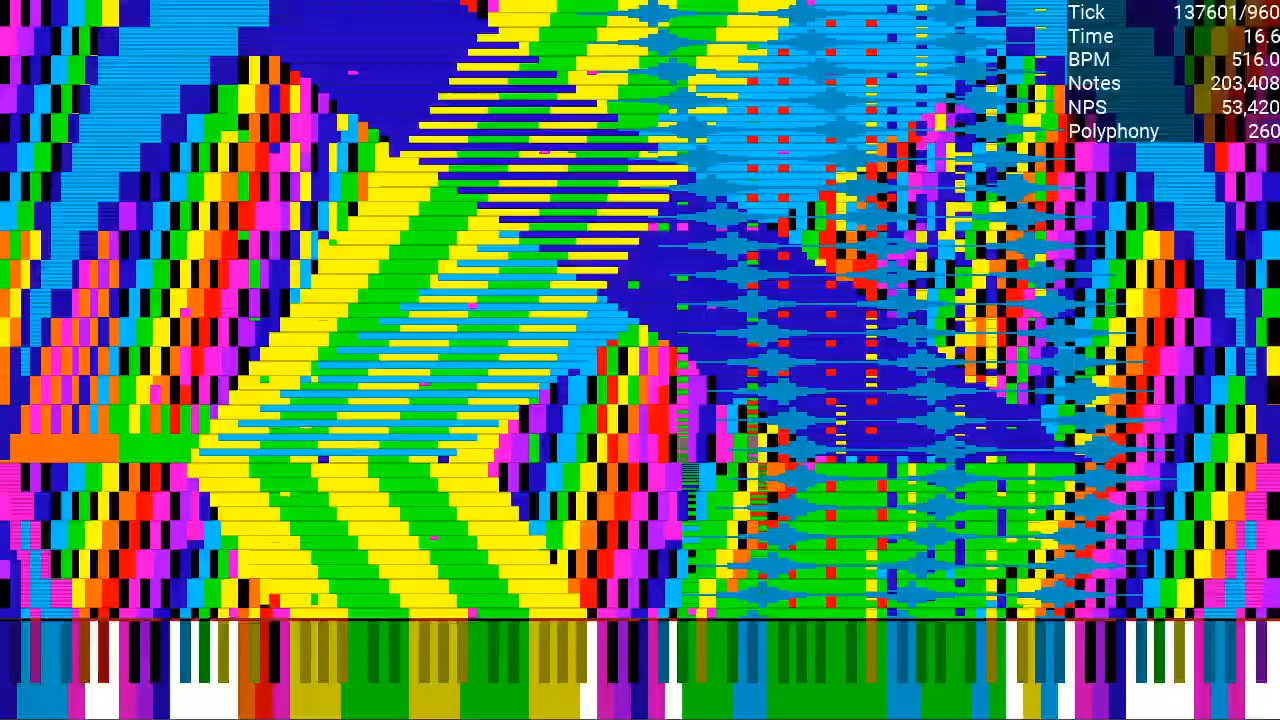 Tick 137601/960
Time 16.6
BPM 516.0
Notes 203,408
NPS 53,420
Polyphony 260